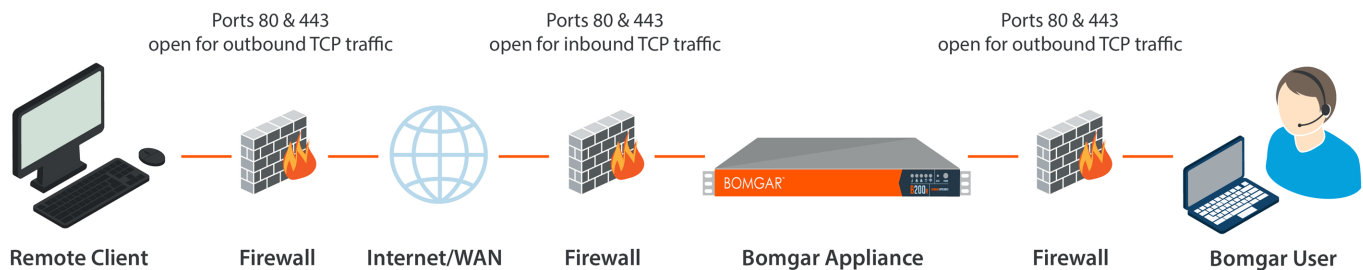 Ports 80 & 443
open for outbound TCP traffic
Ports 80 & 443
open for inbound TCP traffic
Ports 80 & 443
open for outbound TCP traffic
BOMGAR
B200
Remote Client
Firewall
Internet/WAN
Firewall
Bomgar Appliance
Firewall
Bomgar User